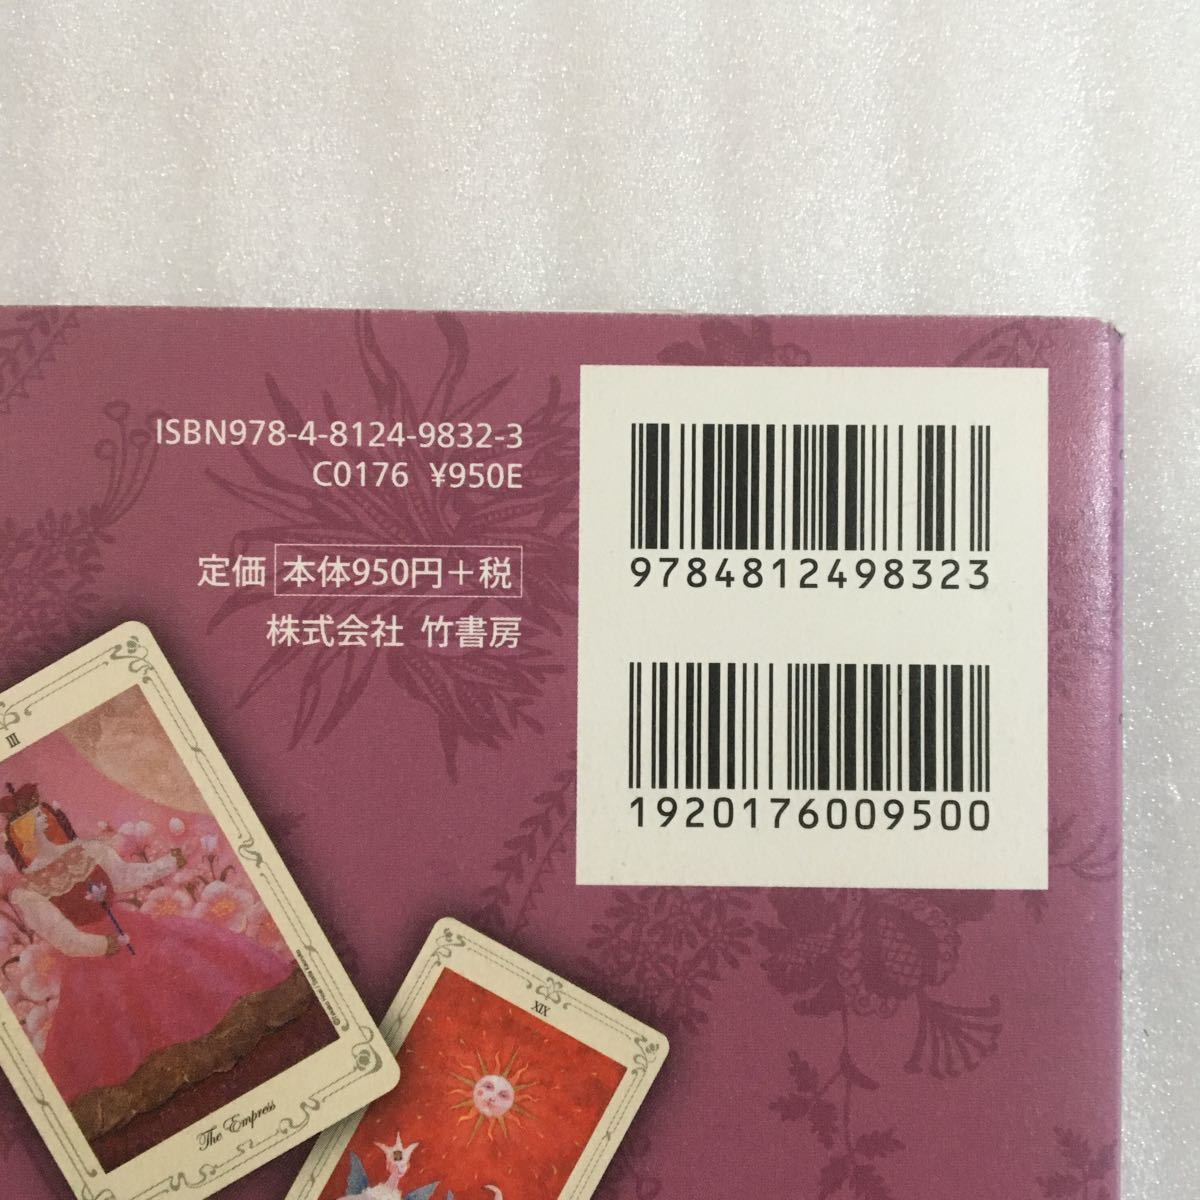 ISBN978-4-8124-9832-3
C0176 ¥950E
定価 本体950円+税
株式会社 竹書房
9784812498323
1920176009500
III
The Empress
XIX